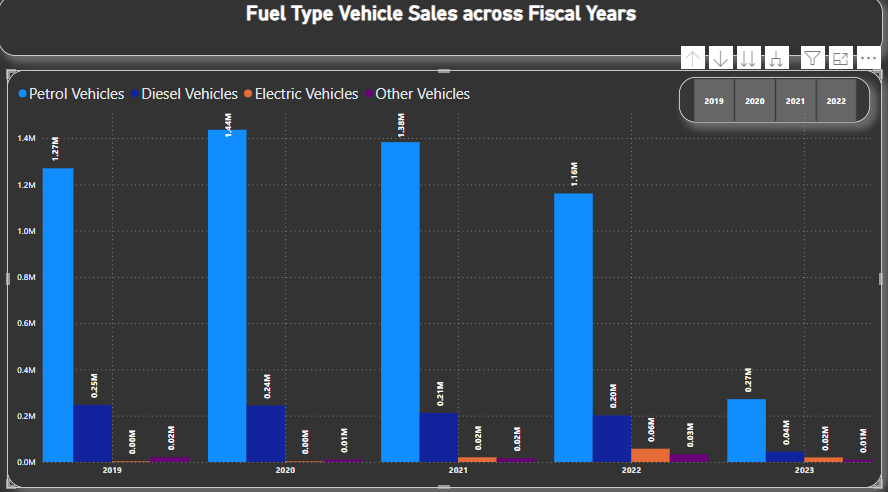 Fuel Type Vehicle Sales across Fiscal Years
Petrol Vehicles Diesel Vehicles Electric Vehicles Other Vehicles
2019 2020 2021 2022
1.4M
1.2M
1.0M
0.8M
0.6M
0.4M
0.2M
0.0M
1.27M
0.25M
0.00M
0.02M
1.44M
0.24M
0.00M
0.01M
1.38M
0.21M
0.02M
0.02M
1.16M
0.20M
0.06M
0.03M
0.27M
0.04M
0.02M
0.01M
2019 2020 2021 2022 2023